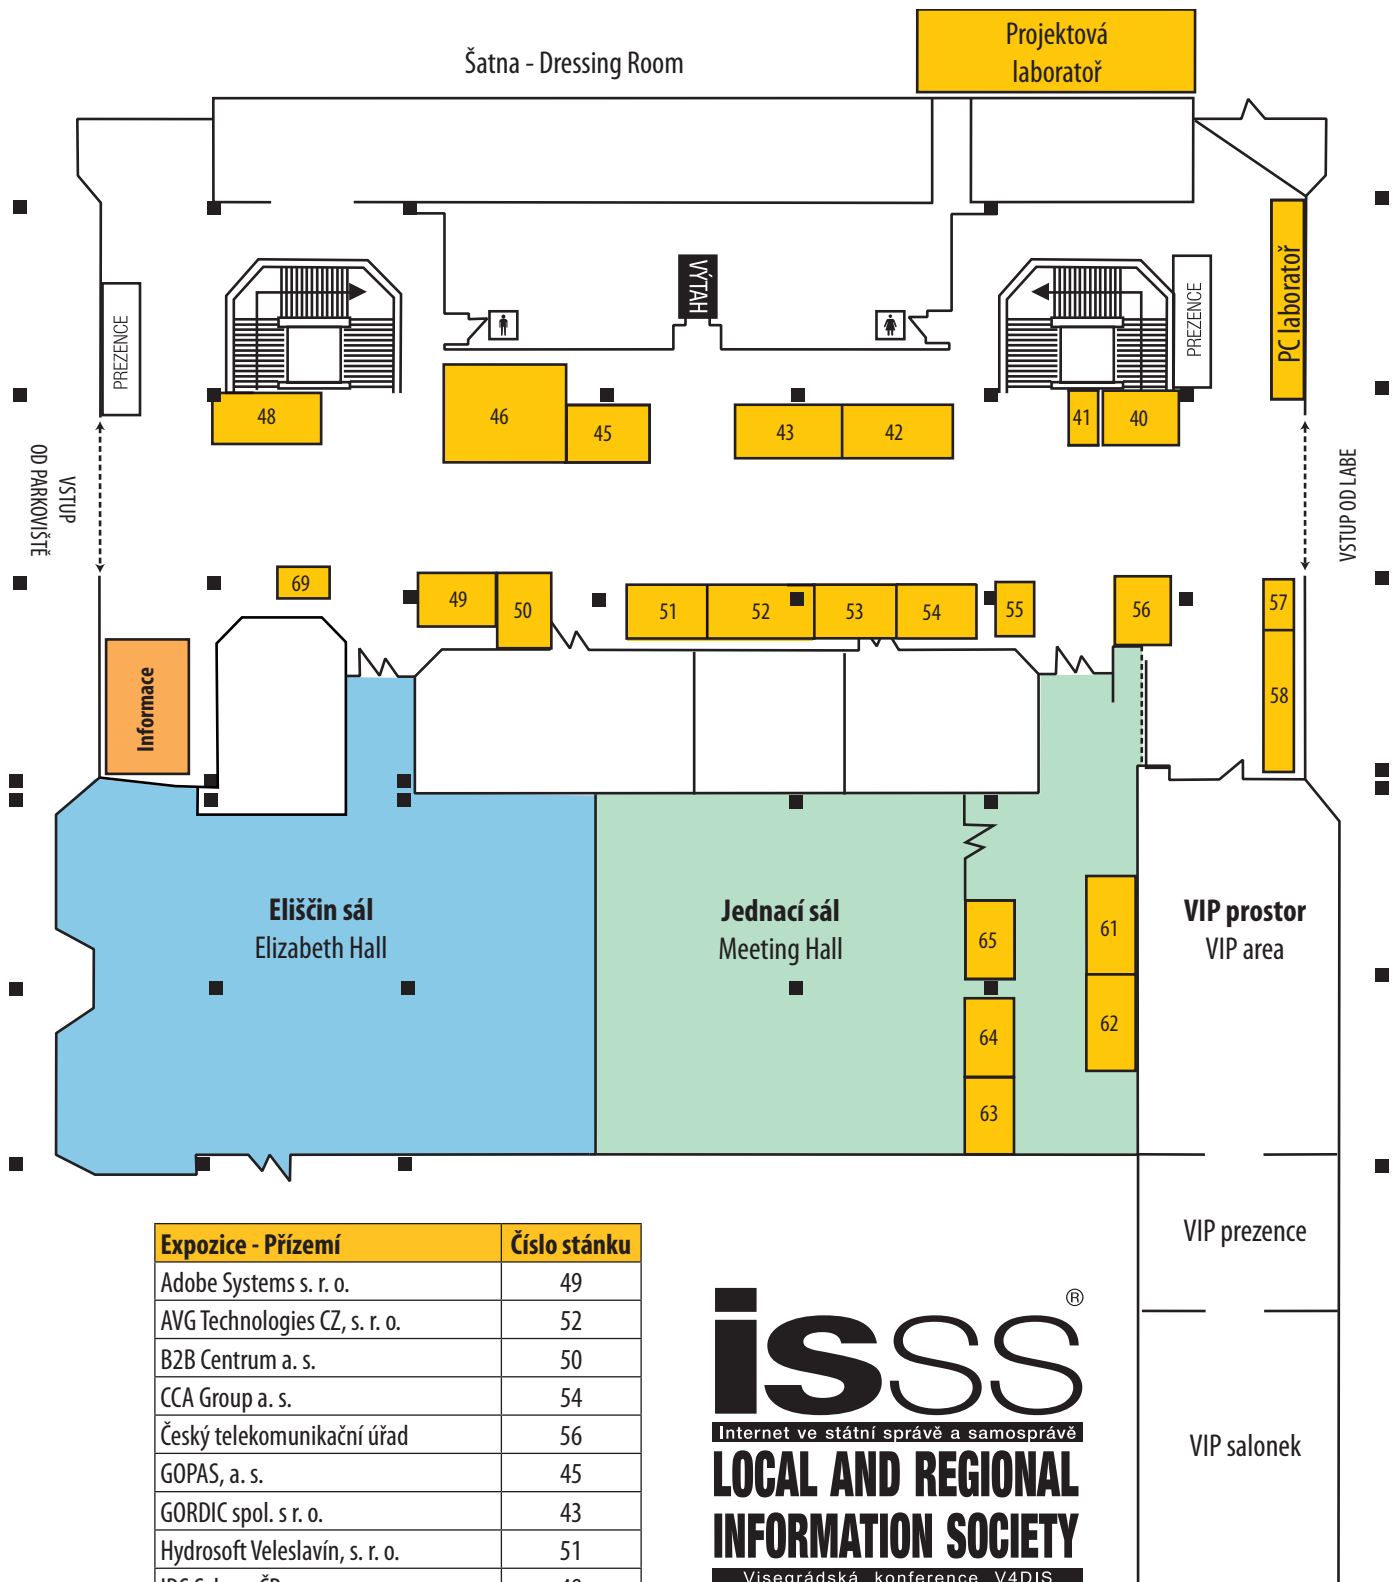 Šatna - Dressing Room
Projektová
laboratoř
VÝTAH
PREZENCE
PREZENCE
PC laboratoř
48
46
45
43
42
41
40
VSTUP
OD PARKOVIŠTĚ
VSTUP OD LABE
69
49
50
51
52
53
54
55
56
57
58
Informace
Eliščin sál
Elizabeth Hall
Jednací sál
Meeting Hall
65
64
63
61
62
VIP prostor
VIP area
VIP prezence
VIP salonek
Expozice - Přízemí Číslo stánku
Adobe Systems s. r. o. 49
AVG Technologies CZ, s. r. o. 52
B2B Centrum a. s. 50
CCA Group a. s. 54
Český telekomunikační úřad 56
GOPAS, a. s. 45
GORDIC spol. s r. o. 43
Hydrosoft Veleslavín, s. r. o. 51
isss ®
Internet ve státní správě a samosprávě
LOCAL AND REGIONAL
INFORMATION SOCIETY
Visegrádská konference V4DIS